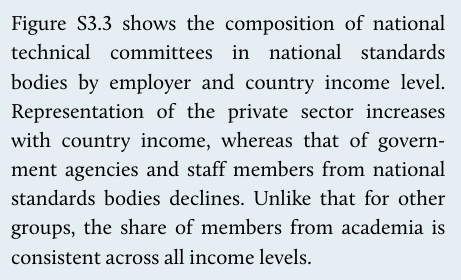 Figure S3.3 shows the composition of national
technical committees in national standards
bodies by employer and country income level.
Representation of the private sector increases
with country income, whereas that of govern-
ment agencies and staff members from national
standards bodies declines. Unlike that for other
groups, the share of members from academia is
consistent across all income levels.